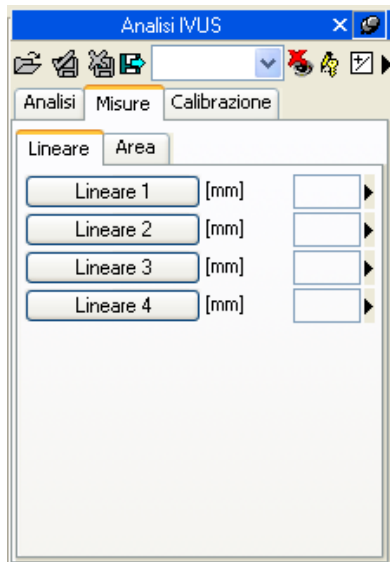 Analisi IVUS
Analisi Misure Calibrazione
Lineare Area
Lineare 1 [mm]
Lineare 2 [mm]
Lineare 3 [mm]
Lineare 4 [mm]